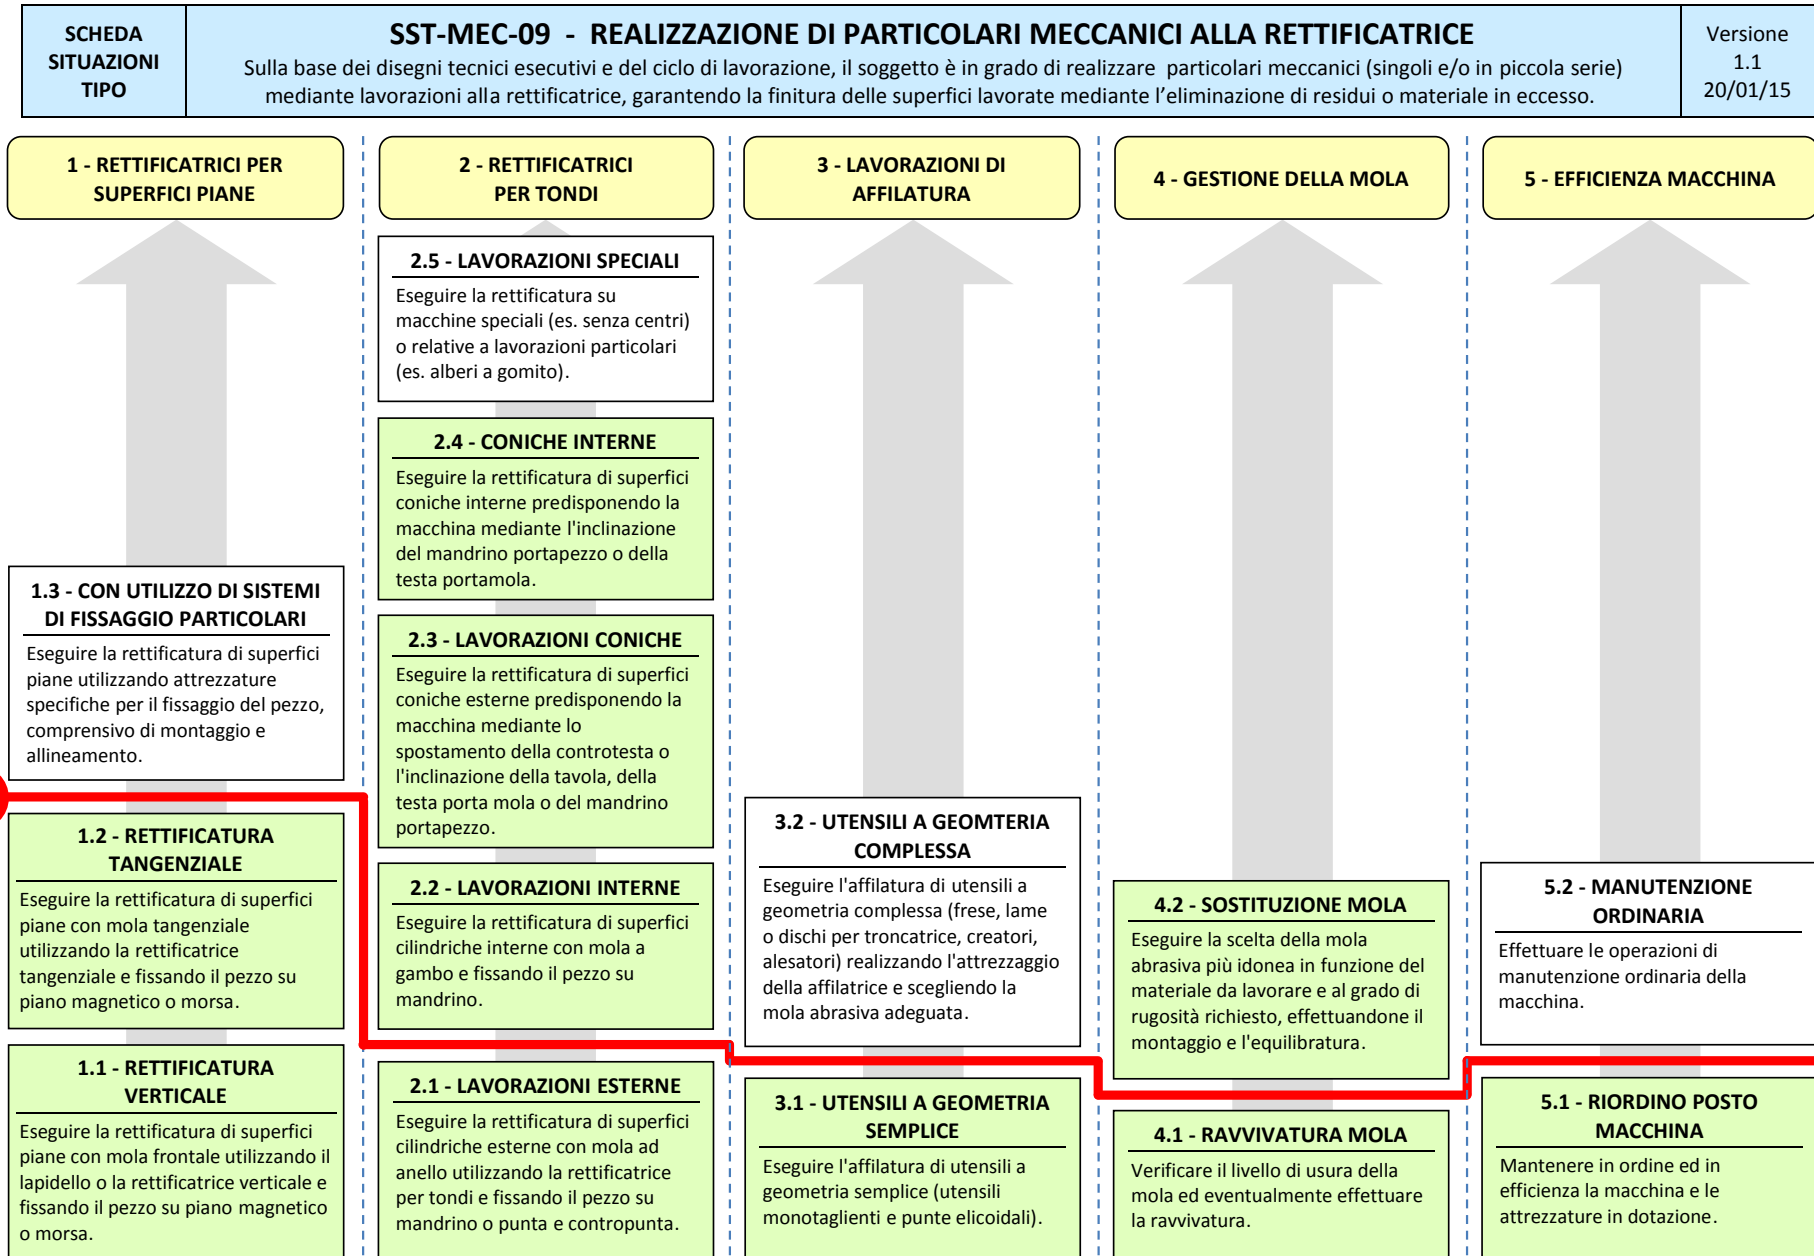 SCHEDA
SITUAZIONI
TIPO
SST-MEC-09 - REALIZZAZIONE DI PARTICOLARI MECCANICI ALLA RETTIFICATRICE
Sulla base dei disegni tecnici esecutivi e del ciclo di lavorazione, il soggetto è in grado di realizzare particolari meccanici (singoli e/o in piccola serie)
mediante lavorazioni alla rettificatrice, garantendo la finitura delle superfici lavorate mediante l’eliminazione di residui o materiale in eccesso.
Versione
1.1
20/01/15
1 - RETTIFICATRICI PER
SUPERFICI PIANE
1.3 - CON UTILIZZO DI SISTEMI
DI FISSAGGIO PARTICOLARI
Eseguire la rettificatura di superfici
piane utilizzando attrezzature
specifiche per il fissaggio del pezzo,
comprensivo di montaggio e
allineamento.
1.2 - RETTIFICATURA
TANGENZIALE
Eseguire la rettificatura di superfici
piane con mola tangenziale
utilizzando la rettificatrice
tangenziale e fissando il pezzo su
piano magnetico o morsa.
1.1 - RETTIFICATURA
VERTICALE
Eseguire la rettificatura di superfici
piane con mola frontale utilizzando il
lapidello o la rettificatrice verticale e
fissando il pezzo su piano magnetico
o morsa.
2 - RETTIFICATRICI
PER TONDI
2.5 - LAVORAZIONI SPECIALI
Eseguire la rettificatura su
macchine speciali (es. senza centri)
o relative a lavorazioni particolari
(es. alberi a gomito).
2.4 - CONICHE INTERNE
Eseguire la rettificatura di superfici
coniche interne predisponendo la
macchina mediante l'inclinazione
del mandrino portapezzo o della
testa portamola.
2.3 - LAVORAZIONI CONICHE
Eseguire la rettificatura di superfici
coniche esterne predisponendo la
macchina mediante lo
spostamento della controtesta o
l'inclinazione della tavola, della
testa porta mola o del mandrino
portapezzo.
2.2 - LAVORAZIONI INTERNE
Eseguire la rettificatura di superfici
cilindriche interne con mola a
gambo e fissando il pezzo su
mandrino.
2.1 - LAVORAZIONI ESTERNE
Eseguire la rettificatura di superfici
cilindriche esterne con mola ad
anello utilizzando la rettificatrice
per tondi e fissando il pezzo su
mandrino o punta e contropunta.
3 - LAVORAZIONI DI
AFFILATURA
3.2 - UTENSILI A GEOMTERIA
COMPLESSA
Eseguire l'affilatura di utensili a
geometria complessa (frese, lame
o dischi per troncatrice, creatori,
alesatori) realizzando l'attrezzaggio
della affilatrice e scegliendo la
mola abrasiva adeguata.
3.1 - UTENSILI A GEOMETRIA
SEMPLICE
Eseguire l'affilatura di utensili a
geometria semplice (utensili
monotaglienti e punte elicoidali).
4 - GESTIONE DELLA MOLA
4.2 - SOSTITUZIONE MOLA
Eseguire la scelta della mola
abrasiva più idonea in funzione del
materiale da lavorare e al grado di
rugosità richiesto, effettuandone il
montaggio e l'equilibratura.
4.1 - RAVVIVATURA MOLA
Verificare il livello di usura della
mola ed eventualmente effettuare
la ravvivatura.
5 - EFFICIENZA MACCHINA
5.2 - MANUTENZIONE
ORDINARIA
Effettuare le operazioni di
manutenzione ordinaria della
macchina.
5.1 - RIORDINO POSTO
MACCHINA
Mantenere in ordine ed in
efficienza la macchina e le
attrezzature in dotazione.